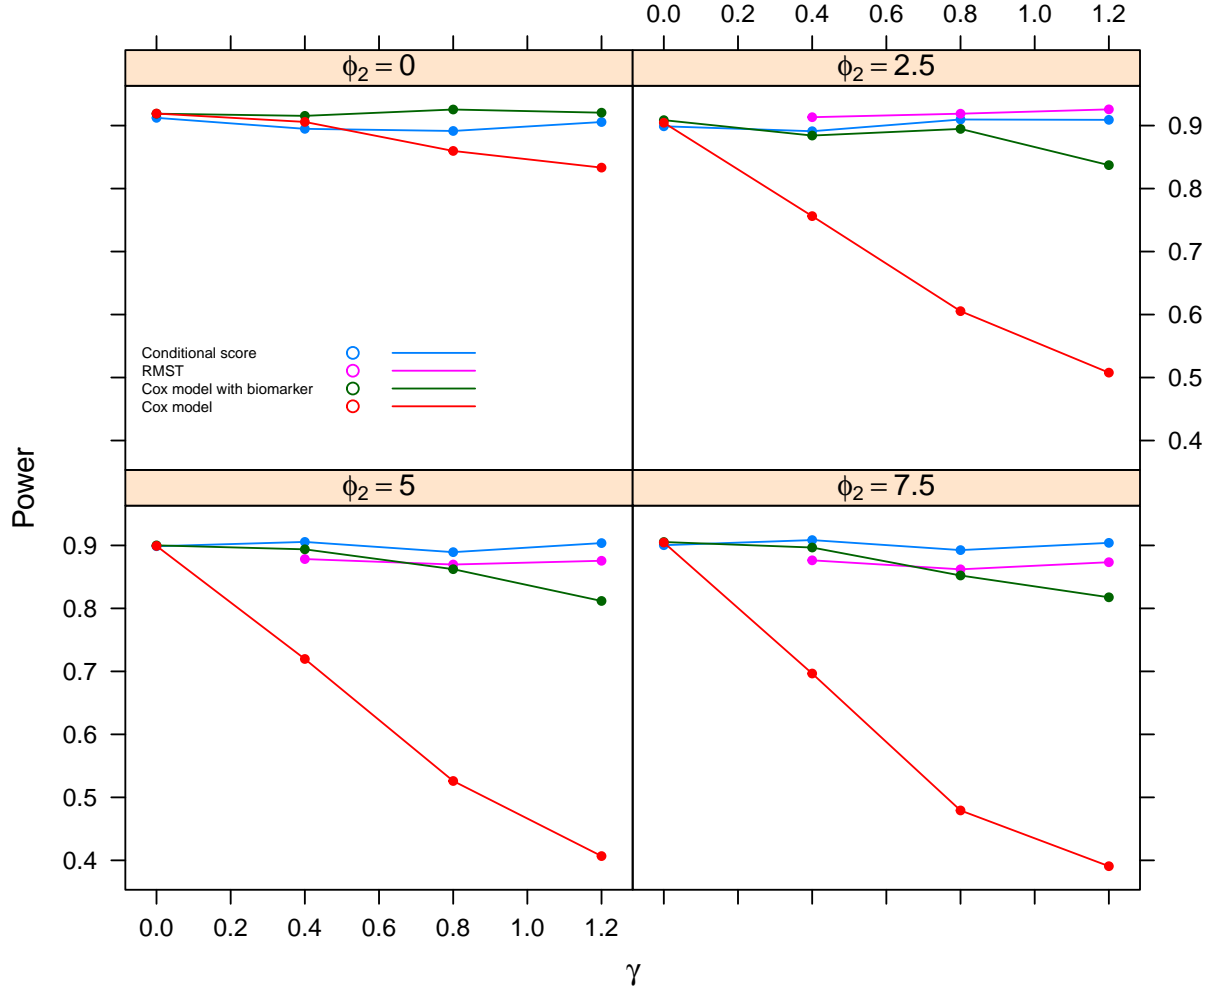 0.0 0.2 0.4 0.6 0.8 1.0 1.2
ϕ2 = 0
ϕ2 = 2.5
0.9
0.8
0.7
0.6
0.5
0.4
Conditional score
RMST
Cox model with biomarker
Cox model
Power
ϕ2 = 5
ϕ2 = 7.5
0.9
0.8
0.7
0.6
0.5
0.4
0.0 0.2 0.4 0.6 0.8 1.0 1.2
γ